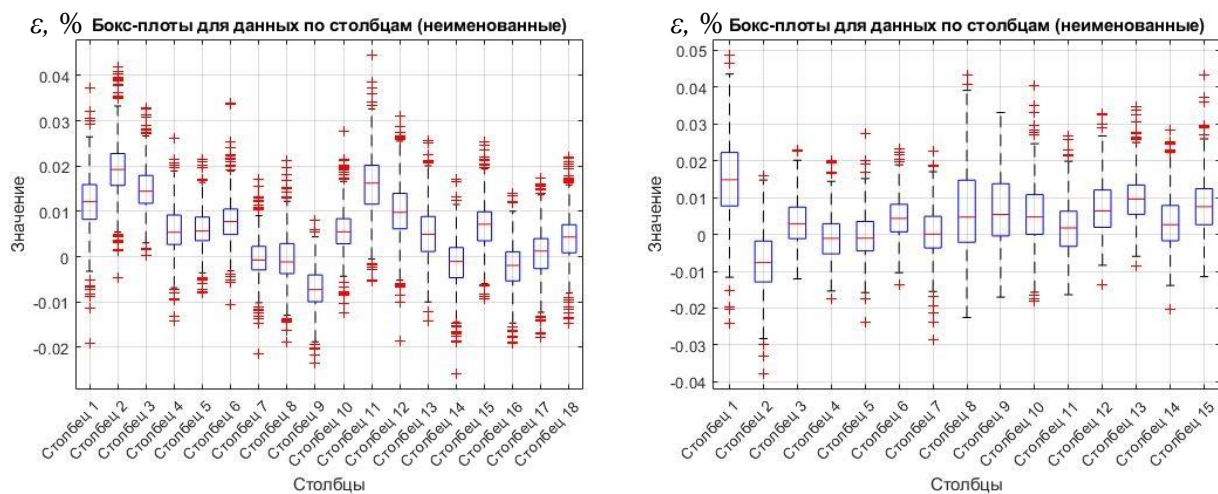 ε, % Бокс-плоты для данных по столбцам (неименованные)
0.04
0.03
0.02
0.01
0
-0.01
-0.02
Значение
Столбец 1
Столбец 2
Столбец 3
Столбец 4
Столбец 5
Столбец 6
Столбец 7
Столбец 8
Столбец 9
Столбец 10
Столбец 11
Столбец 12
Столбец 13
Столбец 14
Столбец 15
Столбец 16
Столбец 17
Столбец 18
Столбцы
ε, % Бокс-плоты для данных по столбцам (неименованные)
0.05
0.04
0.03
0.02
0.01
0
-0.01
-0.02
-0.03
-0.04
Значение
Столбец 1
Столбец 2
Столбец 3
Столбец 4
Столбец 5
Столбец 6
Столбец 7
Столбец 8
Столбец 9
Столбец 10
Столбец 11
Столбец 12
Столбец 13
Столбец 14
Столбец 15
Столбцы